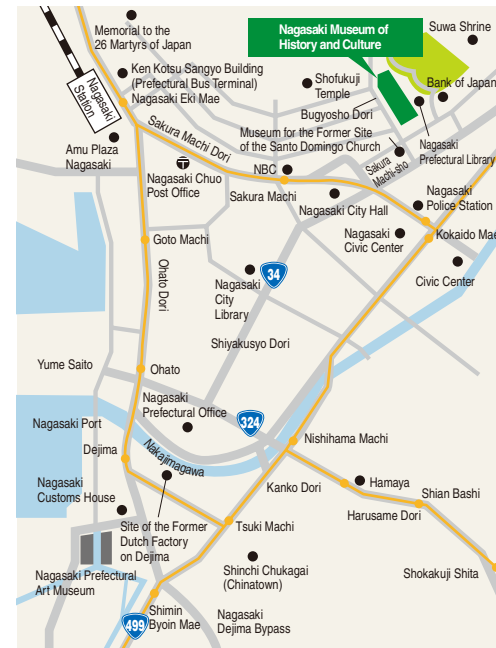 Memorial to the
26 Martyrs of Japan
Nagasaki Museum of
History and Culture
Suwa Shrine
Ken Kotsu Sangyo Building
(Prefectural Bus Terminal)
Nagasaki Eki Mae
Nagasaki
Station
Shofukuji
Temple
Bank of Japan
Bugyosho Dori
Sakura Machi Dori
Museum for the Former Site
of the Santo Domingo Church
Nagasaki
Prefectural Library
Amu Plaza
Nagasaki
Nagasaki Chuo
Post Office
NBC
Sakura
Machi-sho
Sakura Machi
Nagasaki City Hall
Nagasaki
Police Station
Goto Machi
Nagasaki
Civic Center
Kokaido Mae
Ohato Dori
34
Nagasaki
City
Library
Civic Center
Shiyakusyo Dori
Yume Saito
Ohato
Nagasaki
Prefectural Office
324
Nagasaki Port
Nishihama Machi
Dejima
Nakajimagawa
Nagasaki
Customs House
Kanko Dori
Hamaya
Shian Bashi
Harusame Dori
Site of the Former
Dutch Factory
on Dejima
Tsuki Machi
Nagasaki Prefectural
Art Museum
Shinchi Chukagai
(Chinatown)
Shokakuji Shita
499
Shimin
Byoin Mae
Nagasaki
Dejima Bypass